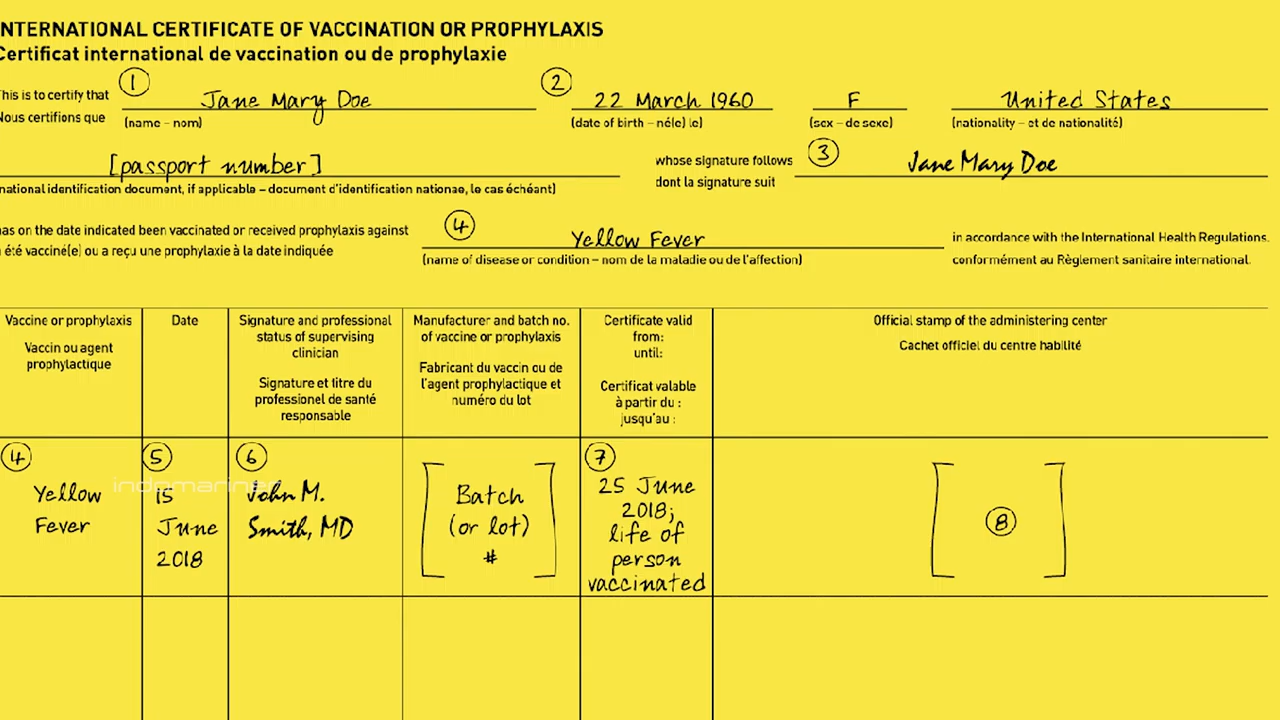 INTERNATIONAL CERTIFICATE OF VACCINATION OR PROPHYLAXIS
Certificat international de vaccination ou de prophylaxie
1
2
This is to certify that
Nous certifions que
Jane Mary Doe
(name – nom)
22 March 1960
(date of birth – né(e) le)
F
(sex – de sexe)
United States
(nationality – et de nationalité)
[passport number]
national identification document, if applicable – document d'identification nationae, le cas échéant)
whose signature follows
dont la signature suit
3
Jane Mary Doe
has on the date indicated been vaccinated or received prophylaxis against
a été vacciné(e) ou a reçu une prophylaxie à la date indiquée
4
Yellow Fever
(name of disease or condition – nom de la maladie ou de l'affection)
in accordance with the International Health Regulations.
conformément au Règlement sanitaire international.
Vaccine or prophylaxis
Vaccin ou agent
prophylactique
Date
Signature and professional
status of supervising
clinician
Signature et titre du
professionel de santé
responsable
Manufacturer and batch no.
of vaccine or prophylaxis
Fabricant du vaccin ou de
l'agent prophylactique et
numéro du lot
Certificate valid
from:
until:
Certificat valable
à partir du :
jusqu'au :
Official stamp of the administering center
Cachet officiel du centre habilité
4
Yellow
Fever
5
15
June
2018
6
John M.
Smith, MD
Batch
(or lot)
#
7
25 June
2018;
life of
person
vaccinated
8
indomariner